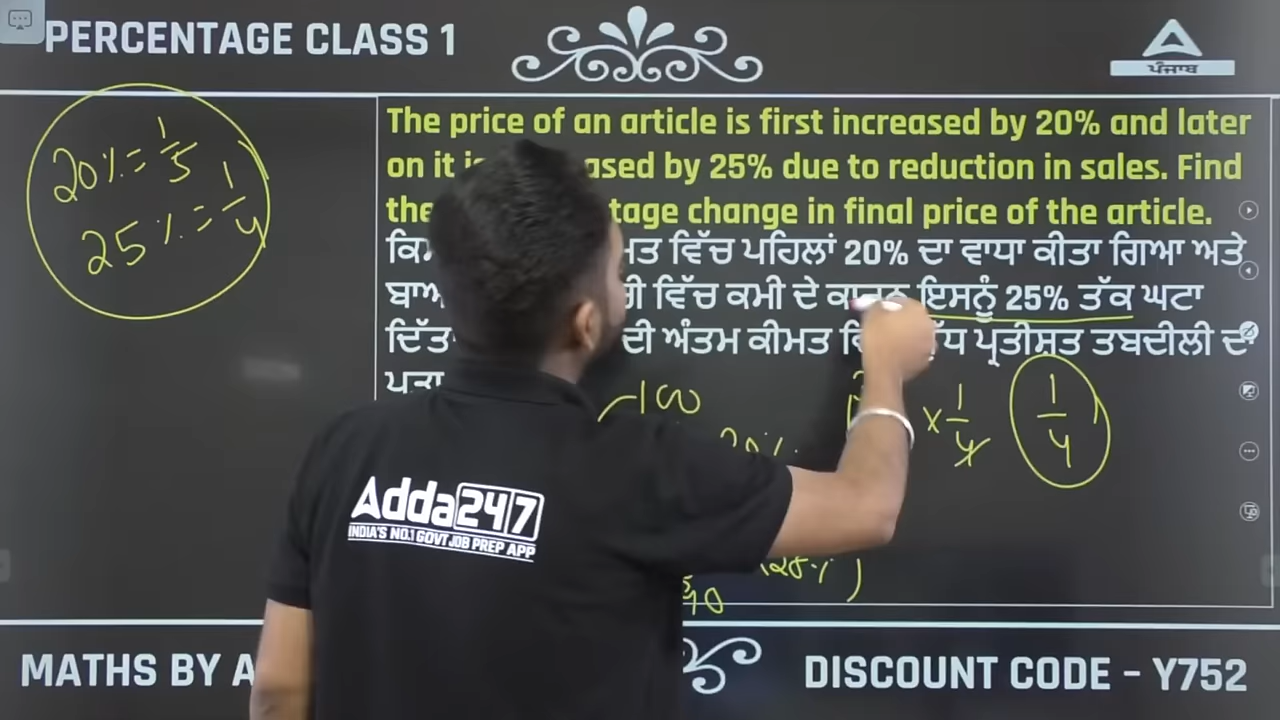 PERCENTAGE CLASS 1
ਪੰਜਾਬ
20% = 1/5
25% = 1/4
The price of an article is first increased by 20% and later
on it by 25% due to reduction in sales. Find
the change in final price of the article.
ਵਿੱਚ ਪਹਿਲਾਂ 20% ਦਾ ਵਾਧਾ ਕੀਤਾ ਗਿਆ ਅਤੇ
ਵਿੱਚ ਕਮੀ ਦੇ ਕਾਰਨ ਇਸਨੂੰ 25% ਤੱਕ ਘਟਾ
ਦੀ ਅੰਤਮ ਕੀਮਤ ਪ੍ਰਤੀਸ਼ਤ ਤਬਦੀਲੀ ਦਾ
100
× 1/4
1/4
20%
Adda247
INDIA'S NO.1 GOVT JOB PREP APP
MATHS BY
DISCOUNT CODE - Y752